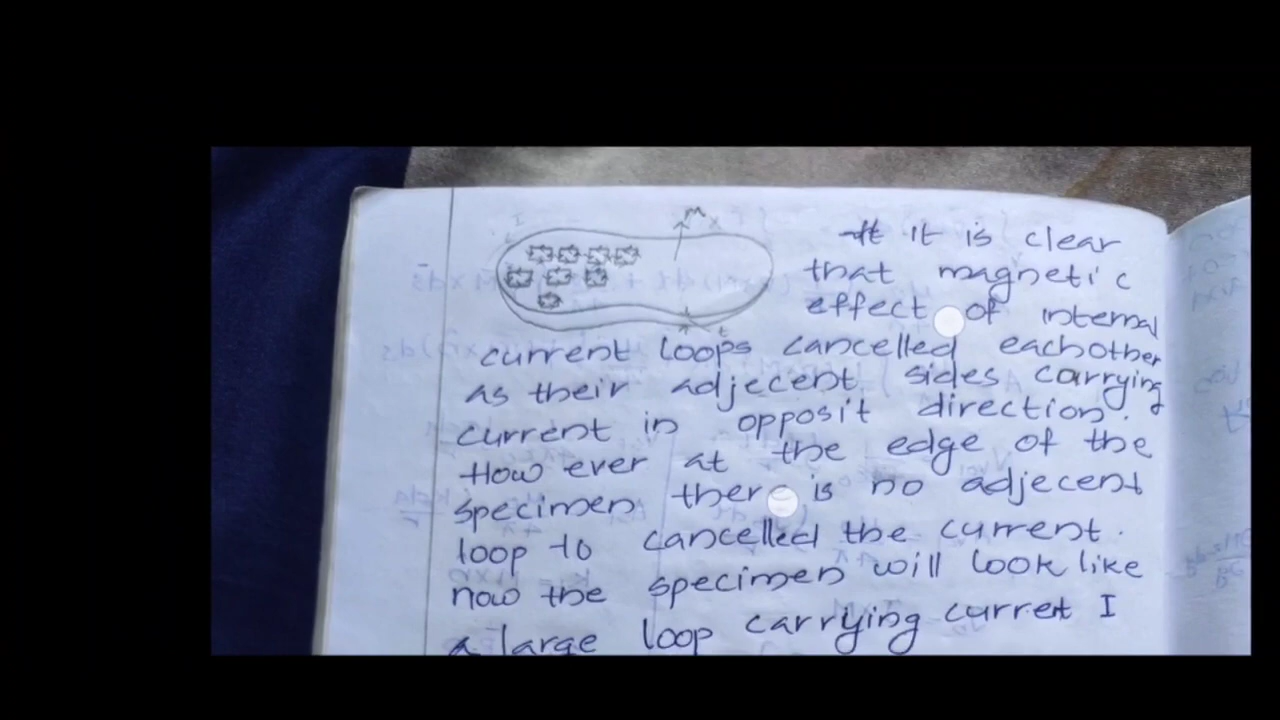 I
m
t
it is clear
that magnetic
effect of internal
current loops cancelled eachother
as their adjecent sides carrying
current in opposit direction.
How ever at the edge of the
specimen there is no adjecent
loop to cancelled the current.
now the specimen will look like
a large loop carrying curret I